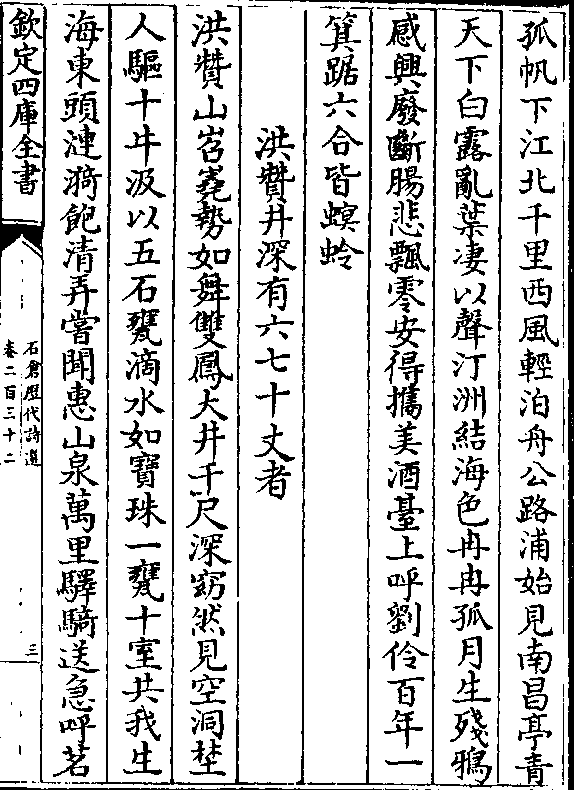 孤帆下江北千里西風輕泊舟公路浦始見南昌亭青
天下白露亂葉凄以聲汀洲結海色冉冉孤月生殘鴉
感興廢斷腸悲飄零安得攜美酒臺上呼劉伶百年一
箕踞六合皆螟蛉
洪贊井深有六七十丈者
洪贊山岧嶤勢如舞雙鳳大井千尺深窈然見空洞埜
人驅十牛汲以五石甕滴水如寶珠一甕十室共我生
海東頭漣漪飽清弄嘗聞惠山泉萬里驛騎送急呼茗
欽定四庫全書
石倉歷代詩選
卷二百三十二
三